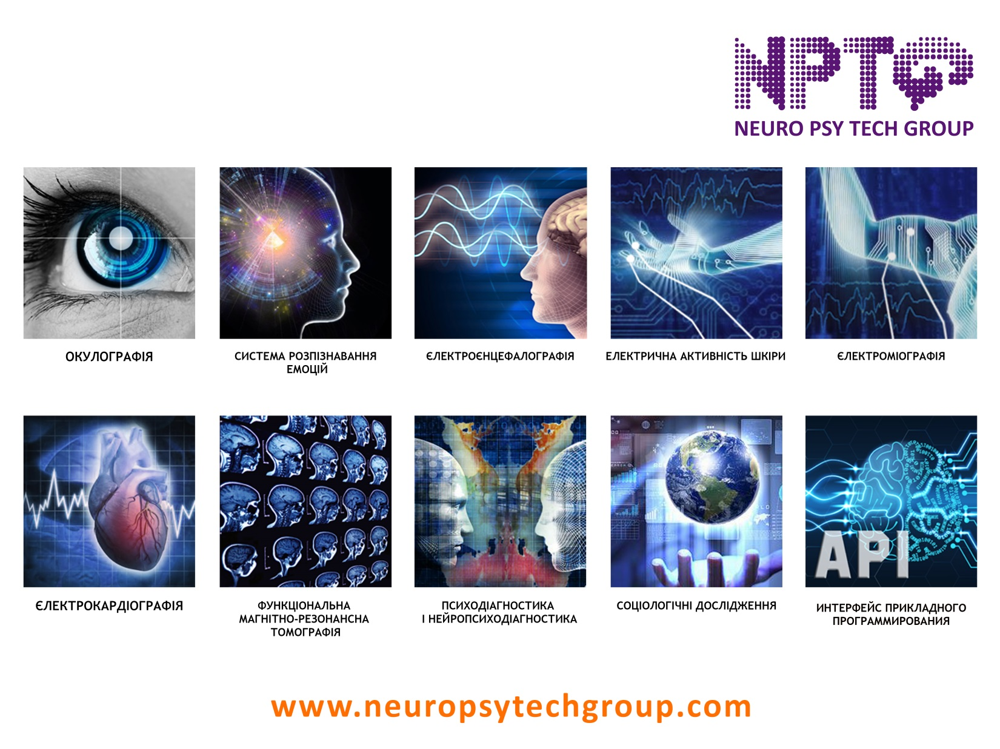 NPTG
NEURO PSY TECH GROUP
ОКУЛОГРАФІЯ
СИСТЕМА РОЗПІЗНАВАННЯ
ЕМОЦІЙ
ЄЛЕКТРОЄНЦЕФАЛОГРАФІЯ
ЕЛЕКТРИЧНА АКТИВНІСТЬ ШКІРИ
ЄЛЕКТРОМІОГРАФІЯ
API
ЄЛЕКТРОКАРДІОГРАФІЯ
ФУНКЦІОНАЛЬНА
МАГНІТНО-РЕЗОНАНСНА
ТОМОГРАФІЯ
ПСИХОДІАГНОСТИКА
І НЕЙРОПСИХОДІАГНОСТИКА
СОЦІОЛОГІЧНІ ДОСЛІДЖЕННЯ
ИНТЕРФЕЙС ПРИКЛАДНОГО
ПРОГРАММИРОВАНИЯ
www.neuropsytechgroup.com